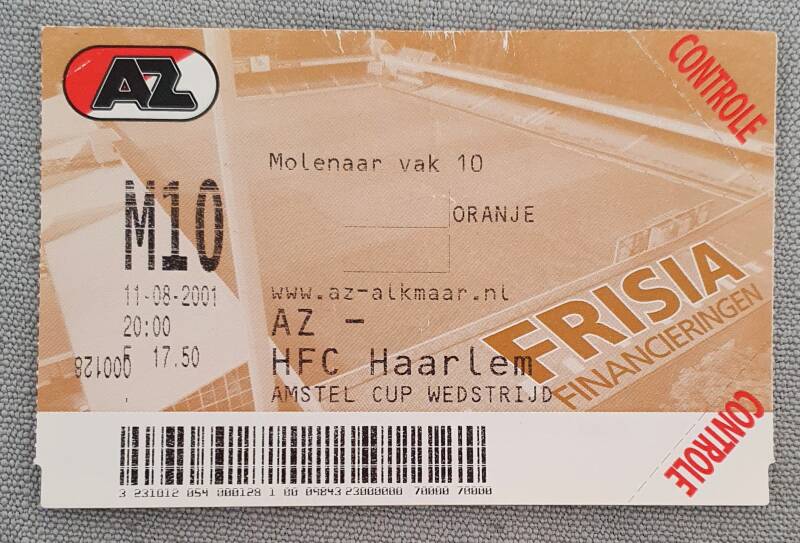 AZ
CONTROLE
Molenaar vak 10
M10
ORANJE
11-08-2001
www.az-alkmaar.nl
20:00
AZ -
F 17.50
HFC Haarlem
000128
AMSTEL CUP WEDSTRIJD
FRISIA
FINANCIERINGEN
CONTROLE
3 231012 054 000128 1 00 09843 23000000 70000 70000